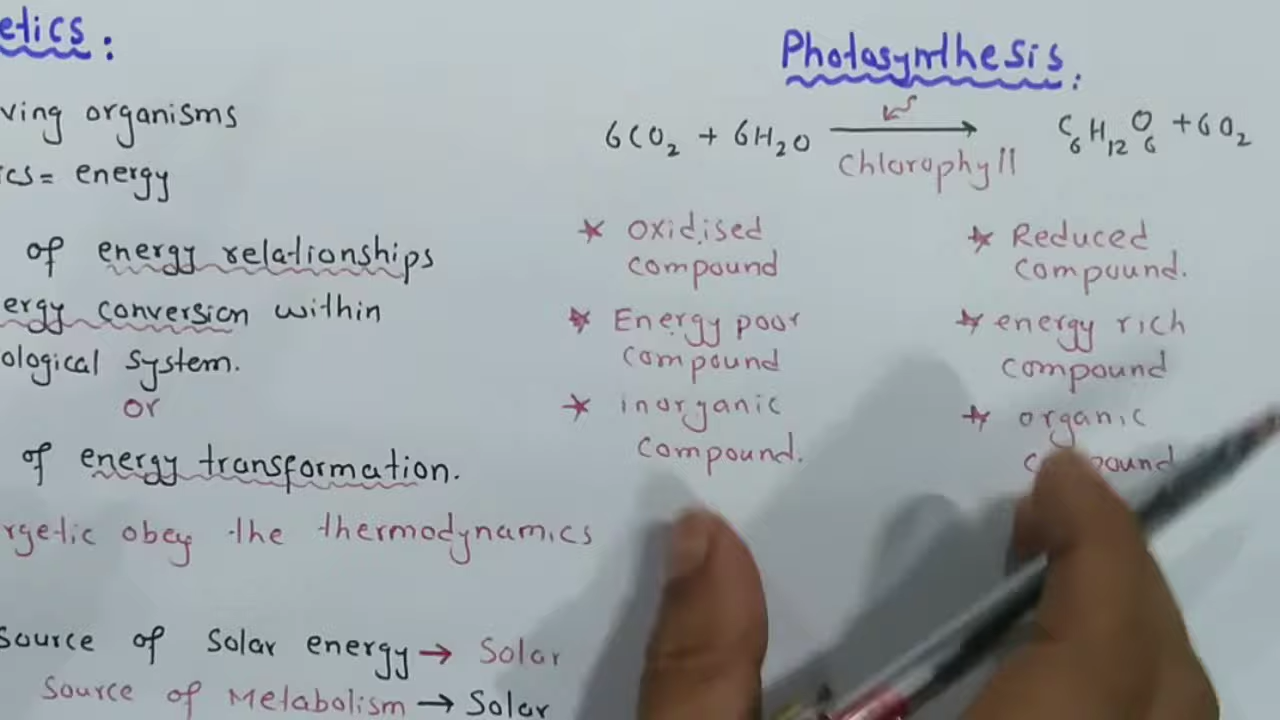 etics:
ving organisms
ics= energy
of energy relationships
ergy conversion within
ological system.
or
of energy transformation.
rgetic obey the thermodynamics
source of solar energy → Solar
Source of Metabolism → Solar
Photosynthesis:
6CO2 + 6H2O → C6H12O6 + 6O2
Chlorophyll
* Oxidised
compound
* Energy poor
compound
* inorganic
compound.
* Reduced
compound.
* energy rich
compound
* organic
compound